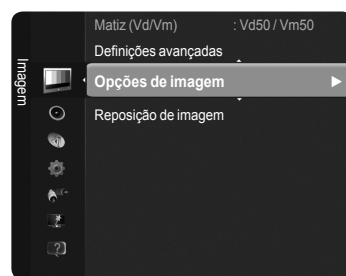 Imagem
Matiz (Vd/Vm) : Vd50 / Vm50
Definições avançadas
Opções de imagem
Reposição de imagem